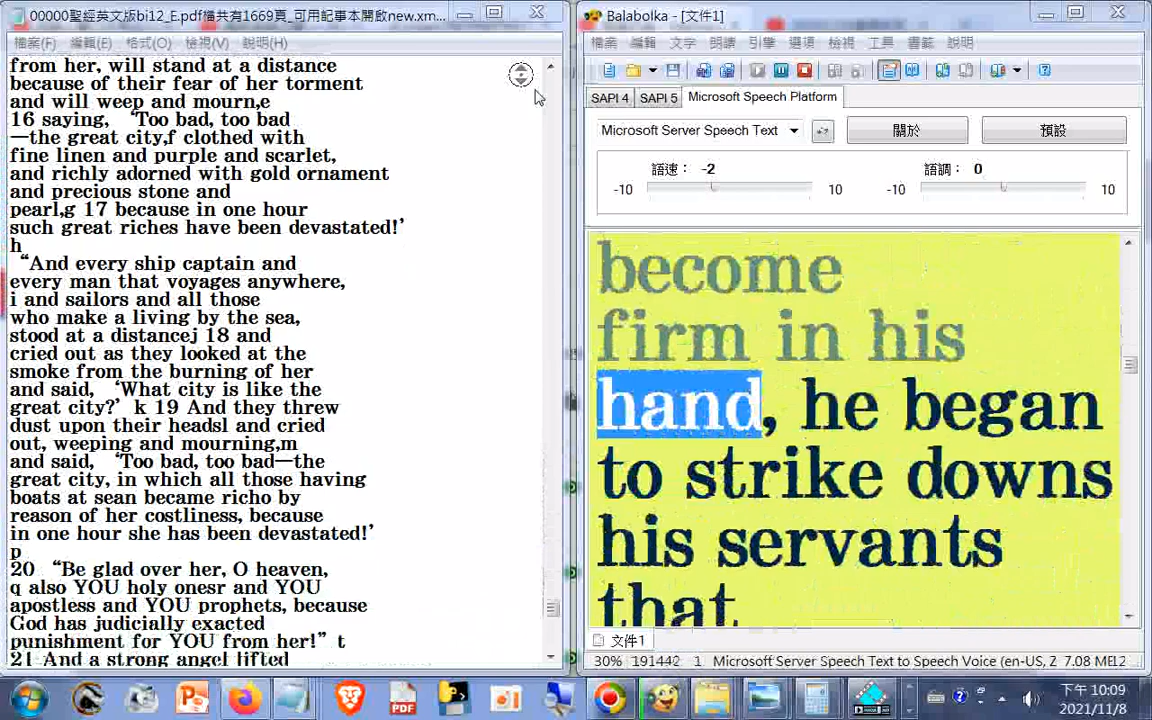 00000聖經英文版bi12_E.pdf檔共有1669頁_可用記事本開啟new.xm...
檔案(F) 編輯(E) 格式(O) 檢視(V) 說明(H)
from her, will stand at a distance
because of their fear of her torment
and will weep and mourn,e
16 saying, ‘Too bad, too bad
—the great city,f clothed with
fine linen and purple and scarlet,
and richly adorned with gold ornament
and precious stone and
pearl,g 17 because in one hour
such great riches have been devastated!’
h
“And every ship captain and
every man that voyages anywhere,
i and sailors and all those
who make a living by the sea,
stood at a distancej 18 and
cried out as they looked at the
smoke from the burning of her
and said, ‘What city is like the
great city?’ k 19 And they threw
dust upon their headsl and cried
out, weeping and mourning,m
and said, ‘Too bad, too bad—the
great city, in which all those having
boats at sean became richo by
reason of her costliness, because
in one hour she has been devastated!’
p
20 “Be glad over her, O heaven,
q also YOU holy onesr and YOU
apostless and YOU prophets, because
God has judicially exacted
punishment for YOU from her!” t
21 And a strong angel lifted
Balabolka - [文件1]
檔案 編輯 文字 朗讀 引擎 選項 檢視 工具 書籤 說明
SAPI 4 SAPI 5 Microsoft Speech Platform
Microsoft Server Speech Text 關於 預設
語速： -2 語調： 0
-10 10 -10 10
become
firm in his
hand, he began
to strike downs
his servants
that
文件1
30% 191442 1 Microsoft Server Speech Text to Speech Voice (en-US, Z 7.08 ME
PDF
下午 10:09
2021/11/8